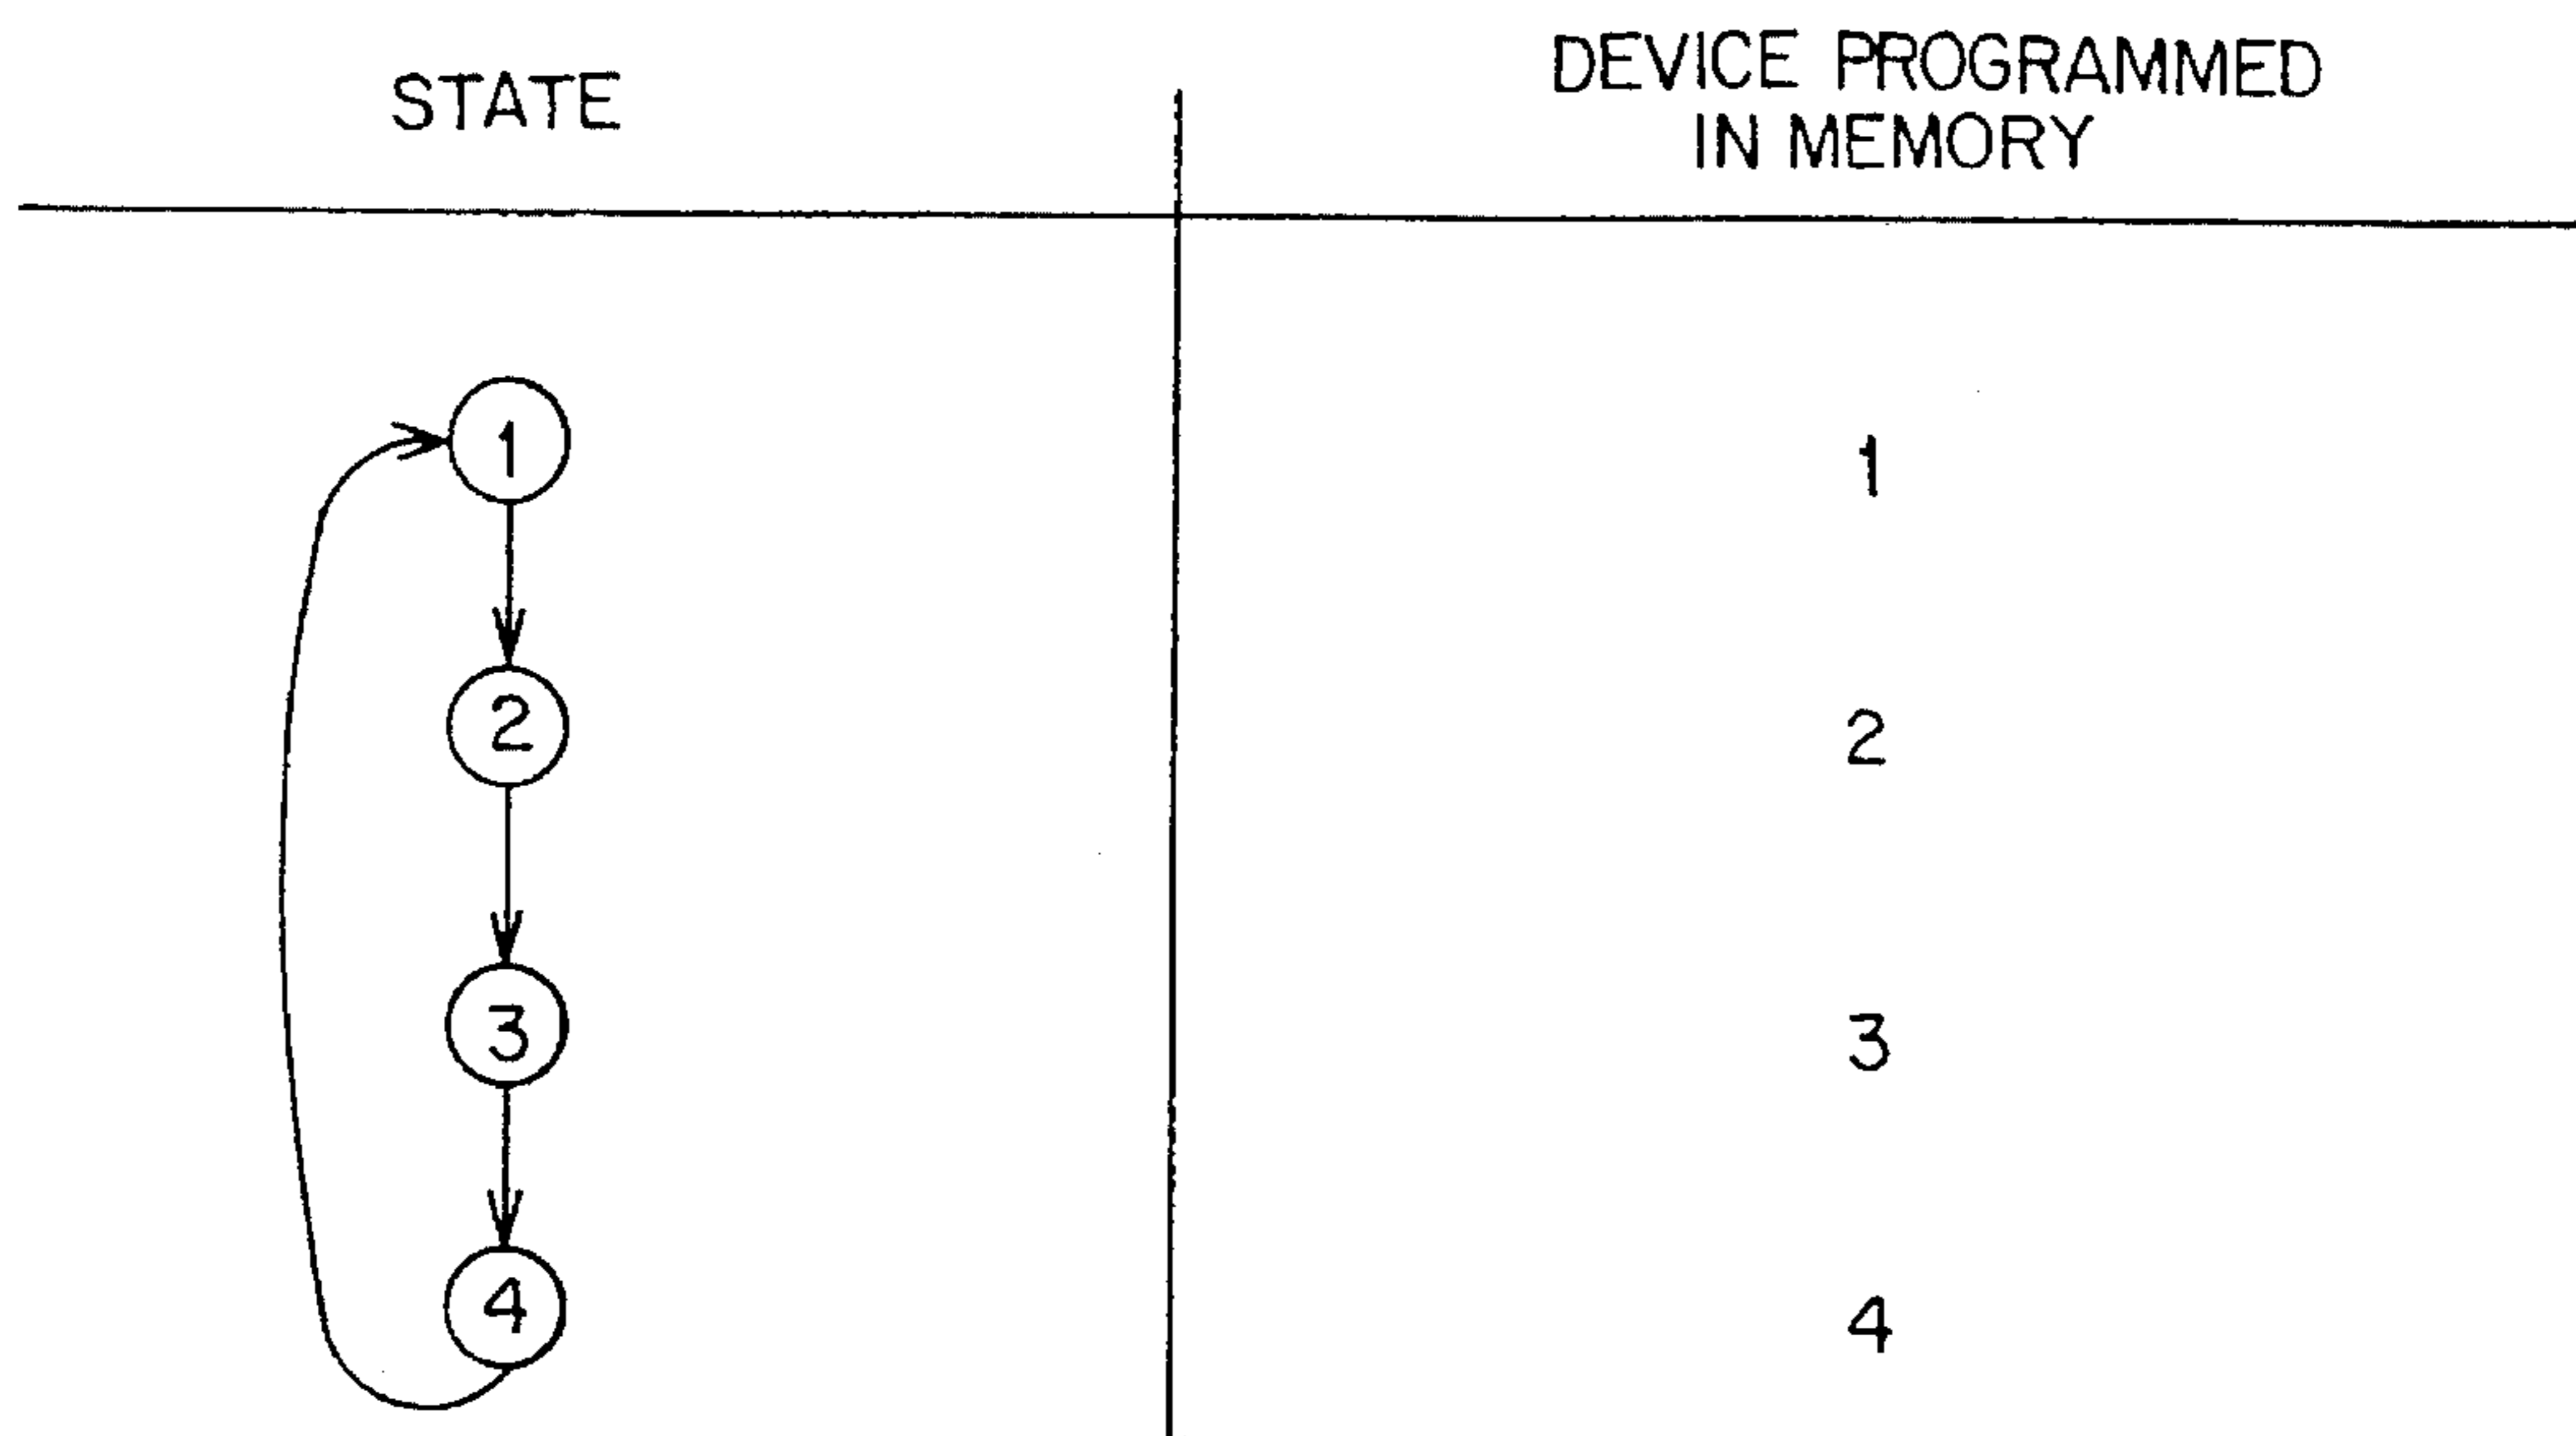 STATE
DEVICE PROGRAMMED
IN MEMORY
1 1
2 2
3 3
4 4